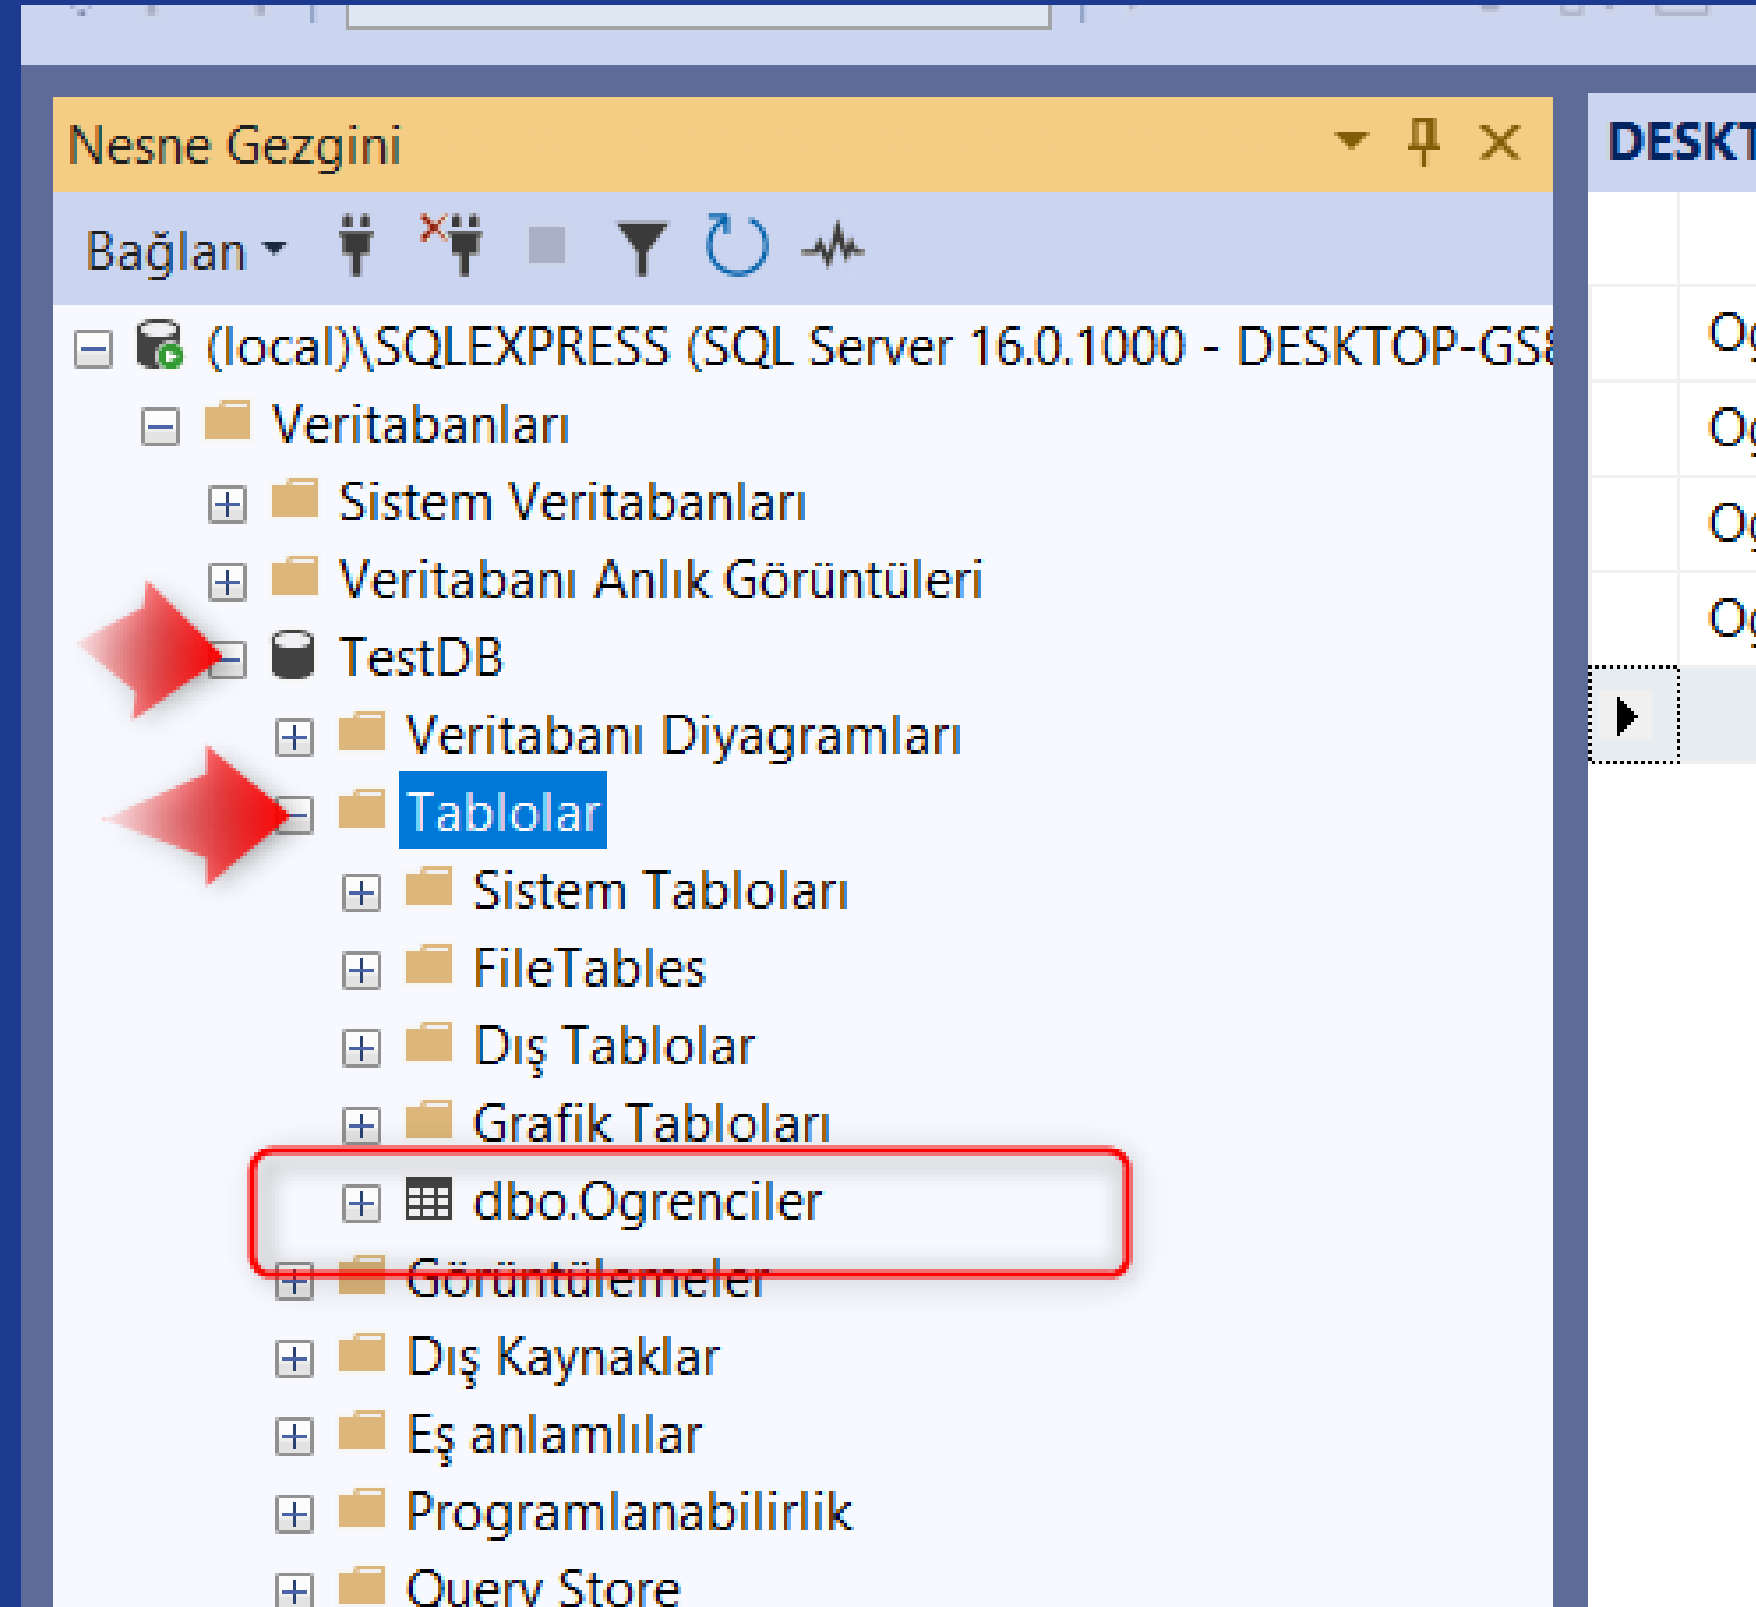 Nesne Gezgini
Bağlan
(local)\SQLEXPRESS (SQL Server 16.0.1000 - DESKTOP-GS
Veritabanları
Sistem Veritabanları
Veritabanı Anlık Görüntüleri
TestDB
Veritabanı Diyagramları
Tablolar
Sistem Tabloları
FileTables
Dış Tablolar
Grafik Tabloları
dbo.Ogrenciler
Görüntülemeler
Dış Kaynaklar
Eş anlamlılar
Programlanabilirlik
Query Store
DESKT